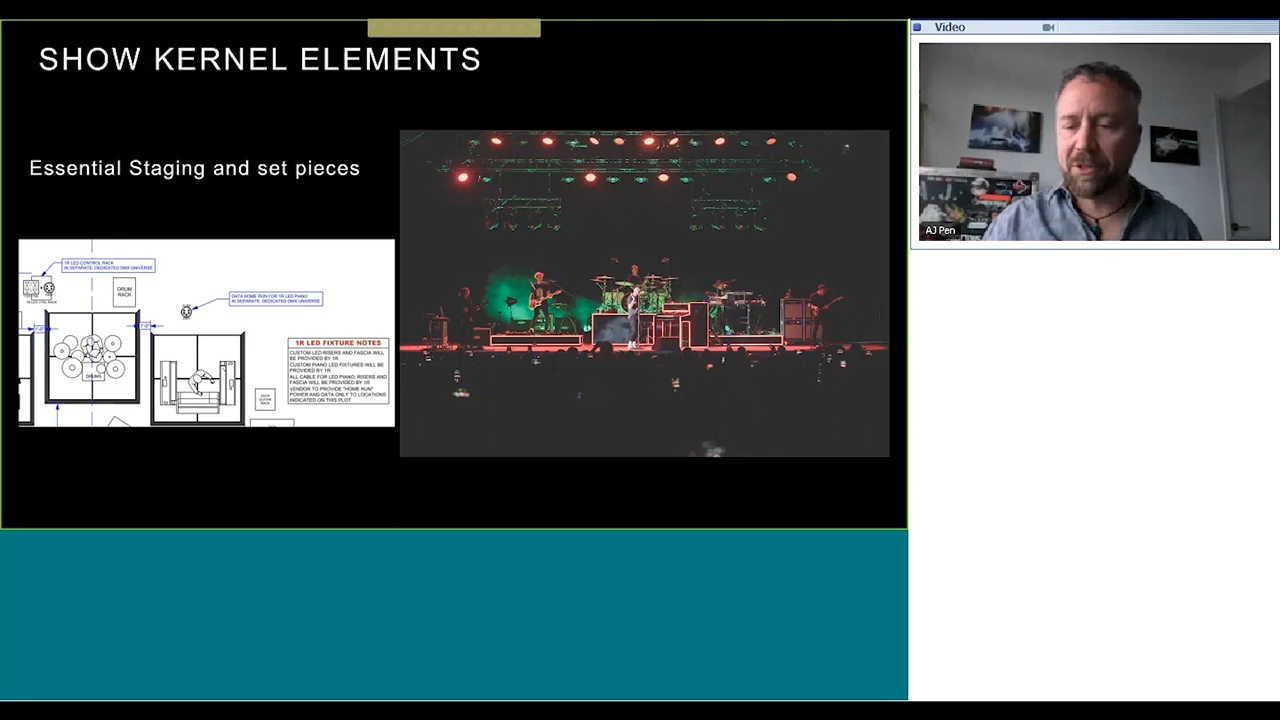 SHOW KERNEL ELEMENTS
Essential Staging and set pieces
1R LED CONTROL RACK
IN SEPARATE, DEDICATED DMX UNIVERSE
DRUM
RACK
DATA HOME RUN FOR 1R LED PIANO
IN SEPARATE, DEDICATED DMX UNIVERSE
DRUMS
1R LED FIXTURE NOTES
CUSTOM LED RISERS AND FASCIA WILL
BE PROVIDED BY 1R
CUSTOM PIANO LED FIXTURES WILL BE
PROVIDED BY 1R
ALL CABLE FOR LED PIANO, RISERS AND
FASCIA WILL BE PROVIDED BY 1R
VENDOR TO PROVIDE "HOME RUN"
POWER AND DATA ONLY TO LOCATIONS
INDICATED ON THIS PLOT
GUITAR
RACK
Video
AJ Pen